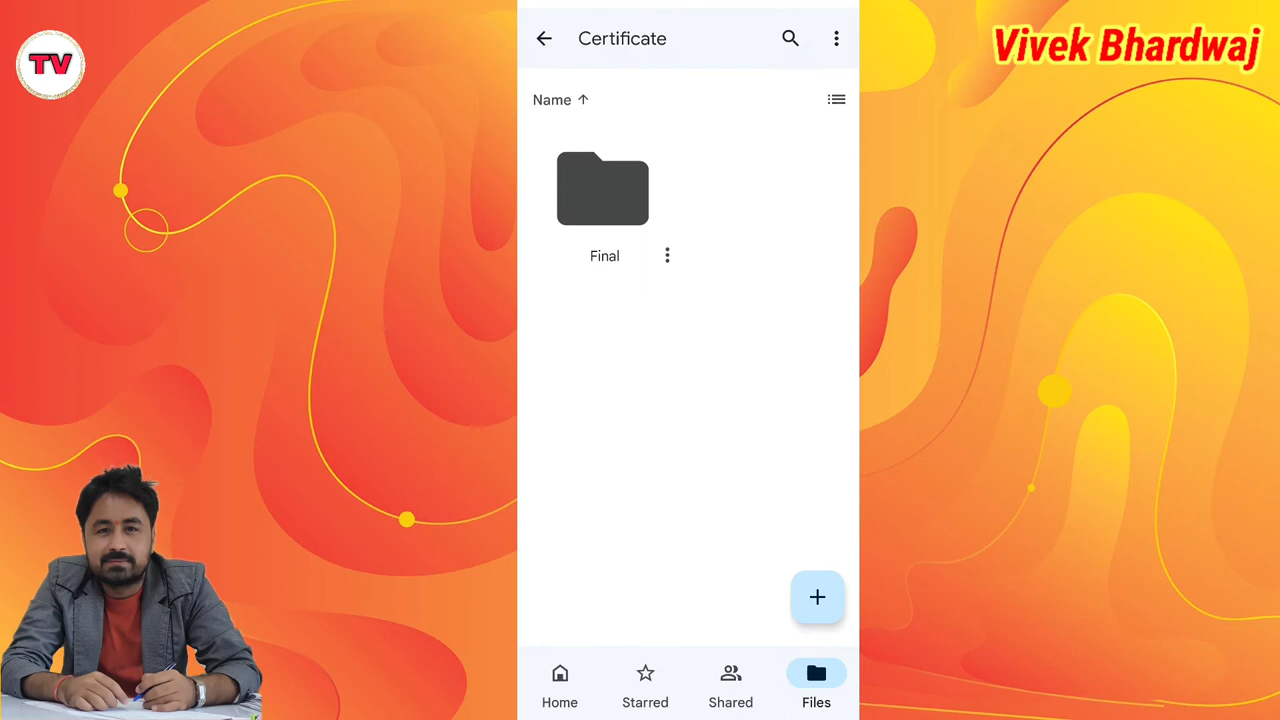 TV
Vivek Bhardwaj
Certificate
Name
Final
Home
Starred
Shared
Files